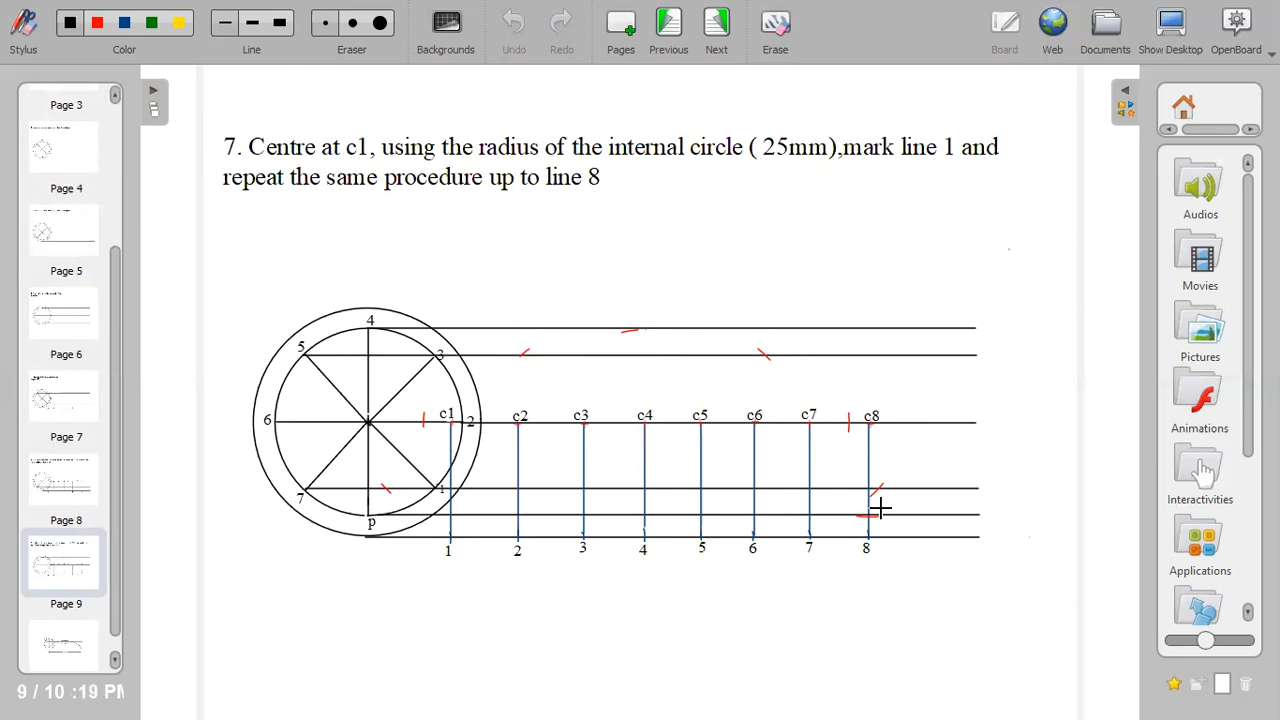 Stylus
Color
Line
Eraser
Backgrounds
Undo
Redo
Pages
Previous
Next
Erase
Board
Web
Documents
Show Desktop
OpenBoard
Page 3
Page 4
Page 5
Page 6
Page 7
Page 8
Page 9
9 / 10 :19 PM
7. Centre at c1, using the radius of the internal circle ( 25mm),mark line 1 and
repeat the same procedure up to line 8
4
5
3
6
c1
2
c2
c3
c4
c5
c6
c7
c8
7
1
p
1
2
3
4
5
6
7
8
Audios
Movies
Pictures
Animations
Interactivities
Applications